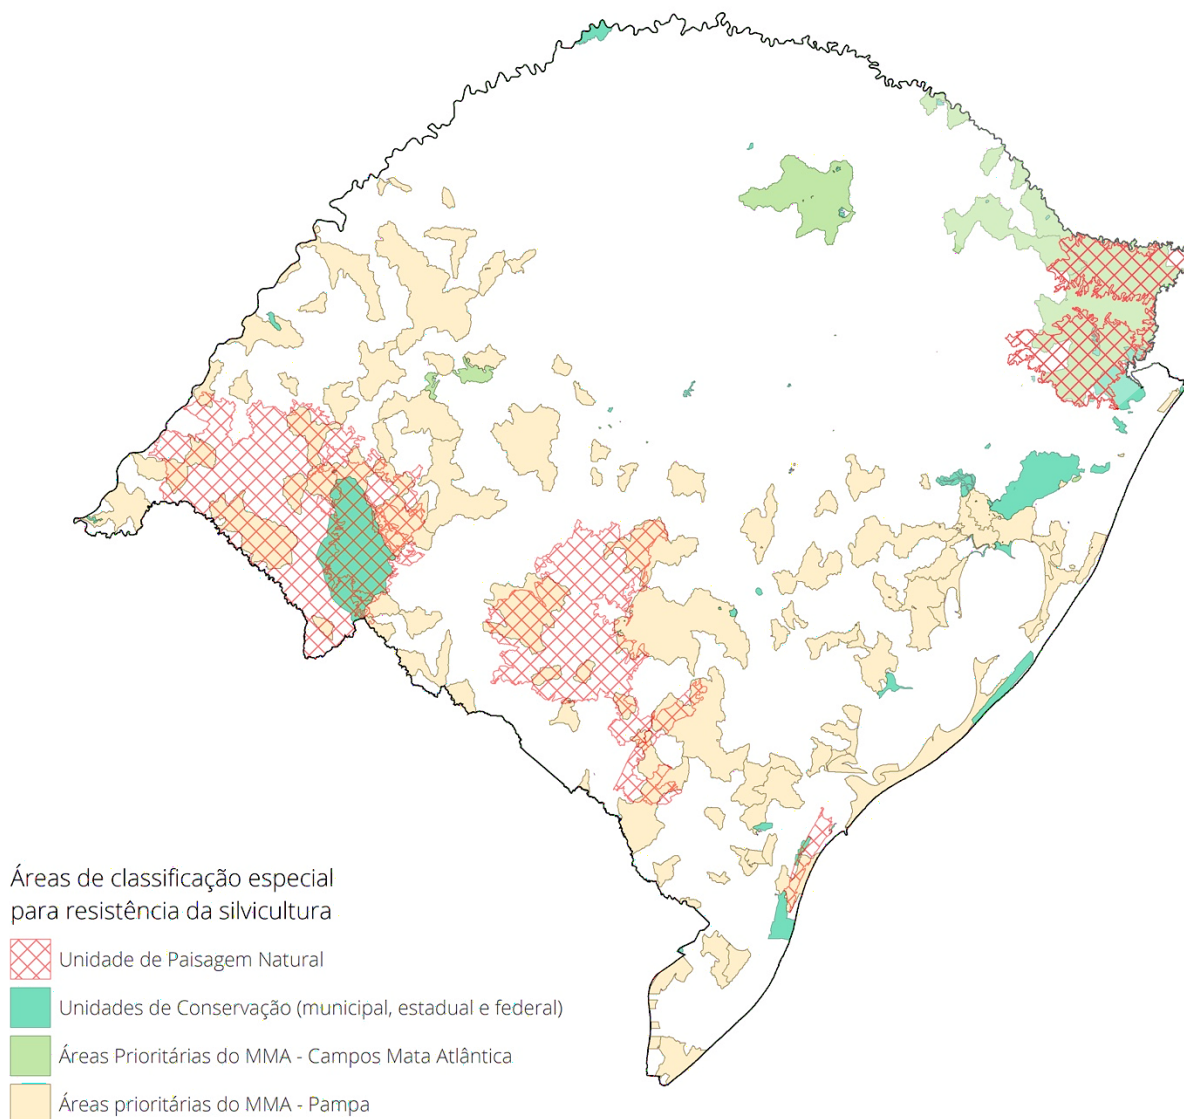 Áreas de classificação especial
para resistência da silvicultura
Unidade de Paisagem Natural
Unidades de Conservação (municipal, estadual e federal)
Áreas Prioritárias do MMA - Campos Mata Atlântica
Áreas prioritárias do MMA - Pampa